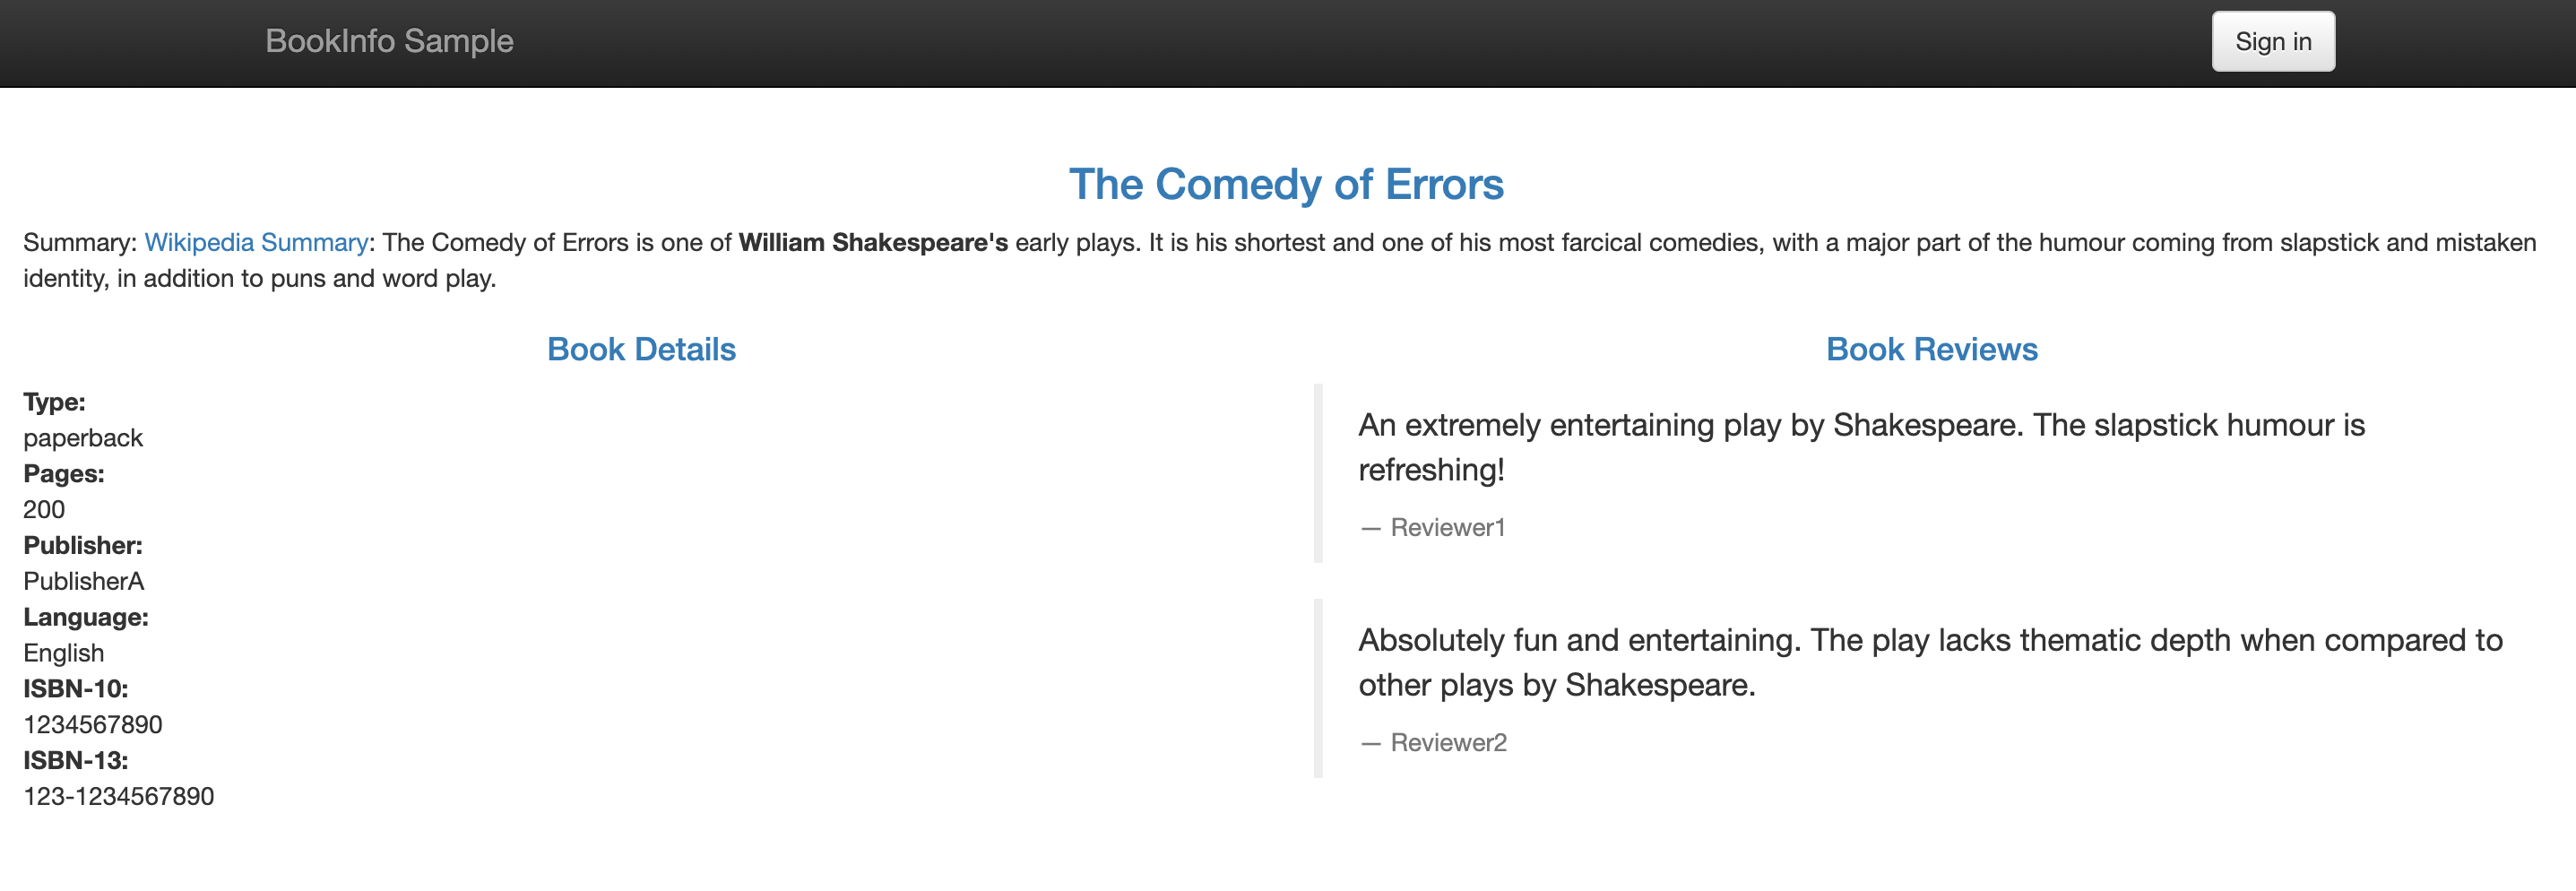 BookInfo Sample
Sign in
The Comedy of Errors
Summary: Wikipedia Summary: The Comedy of Errors is one of William Shakespeare's early plays. It is his shortest and one of his most farcical comedies, with a major part of the humour coming from slapstick and mistaken
identity, in addition to puns and word play.
Book Details
Type:
paperback
Pages:
200
Publisher:
PublisherA
Language:
English
ISBN-10:
1234567890
ISBN-13:
123-1234567890
Book Reviews
An extremely entertaining play by Shakespeare. The slapstick humour is
refreshing!
— Reviewer1
Absolutely fun and entertaining. The play lacks thematic depth when compared to
other plays by Shakespeare.
— Reviewer2